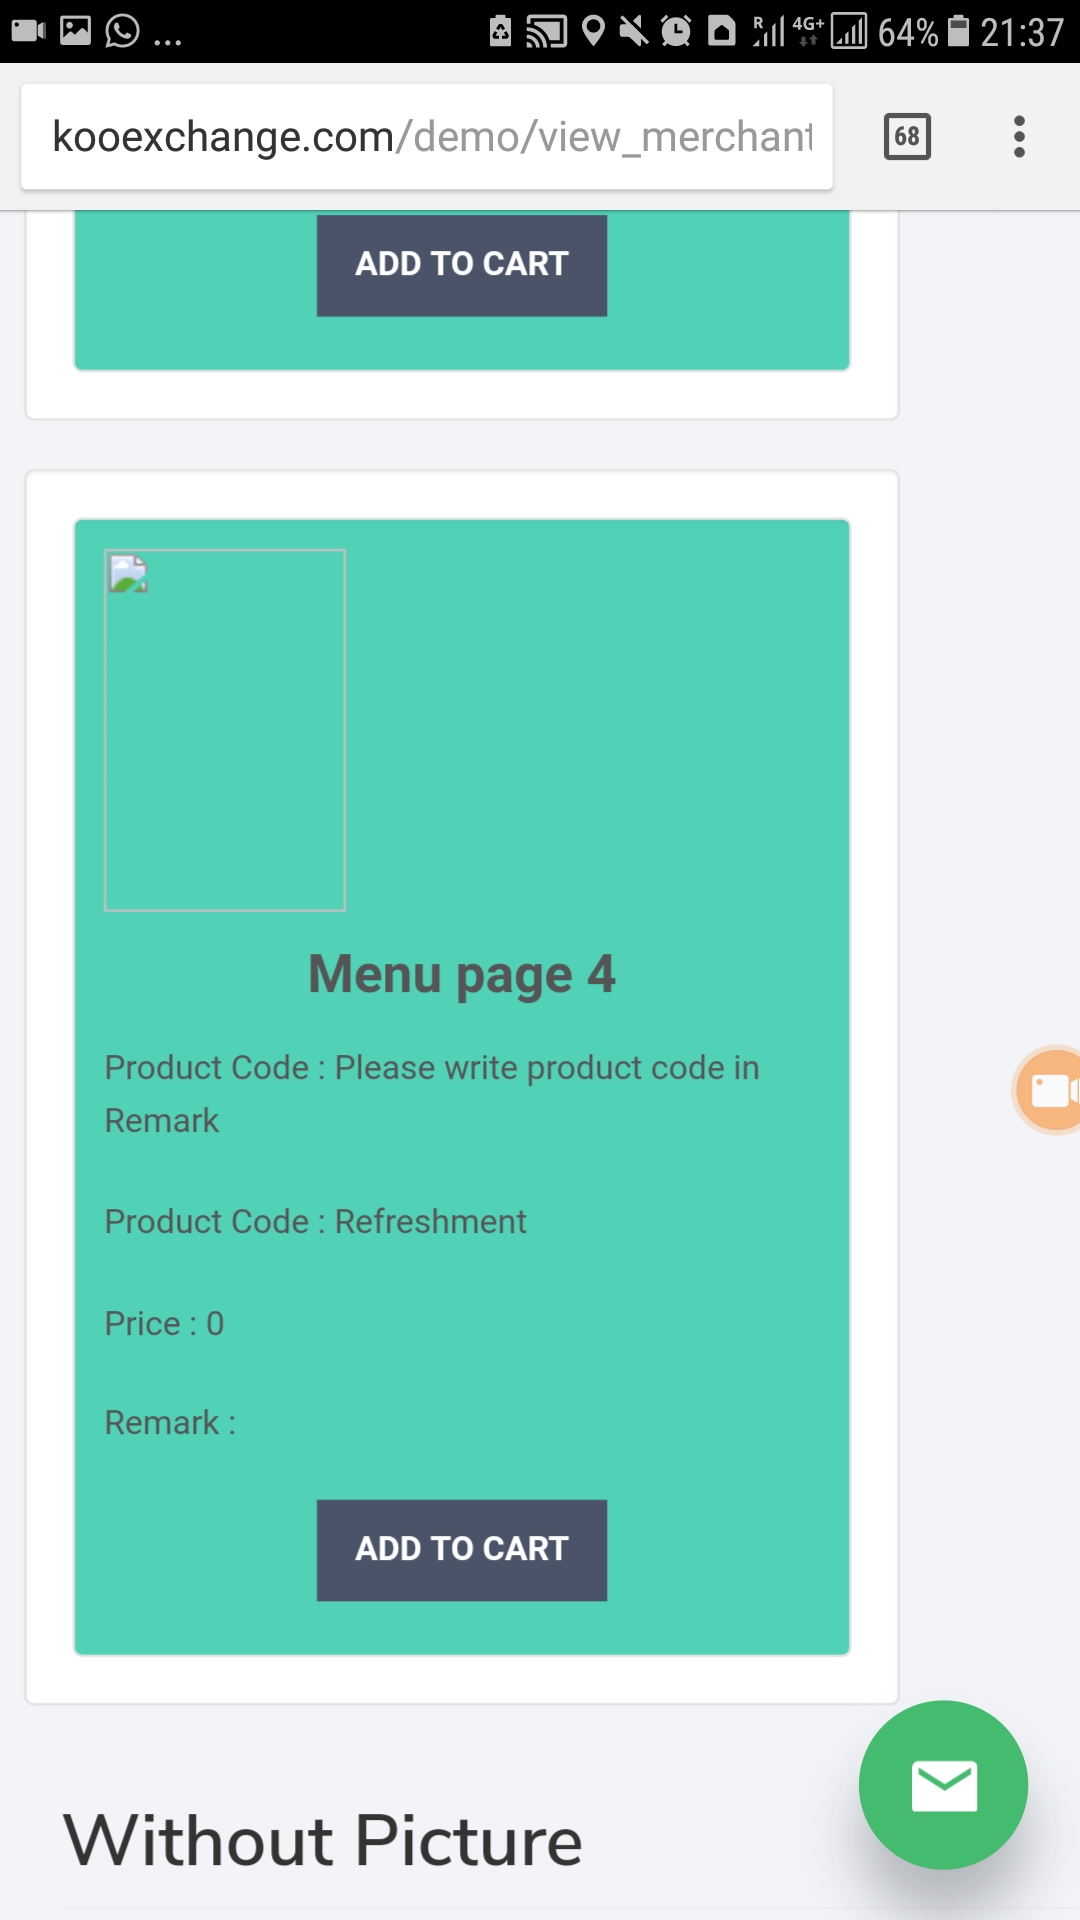 ... R 4G+ 64% 21:37
kooexchange.com/demo/view_merchant
68
ADD TO CART
Menu page 4
Product Code : Please write product code in
Remark
Product Code : Refreshment
Price : 0
Remark :
ADD TO CART
Without Picture